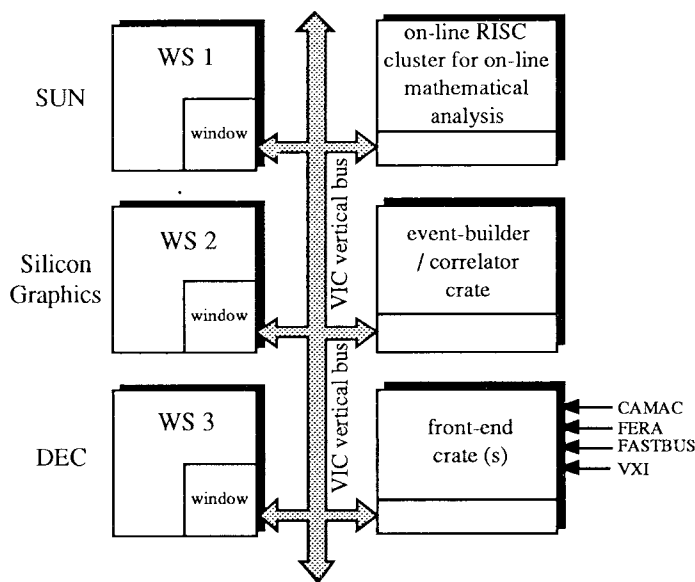 SUN
WS 1
window
on-line RISC
cluster for on-line
mathematical
analysis
VIC vertical bus
Silicon
Graphics
WS 2
window
event-builder
/ correlator
crate
VIC vertical bus
DEC
WS 3
window
front-end
crate (s)
CAMAC
FERA
FASTBUS
VXI